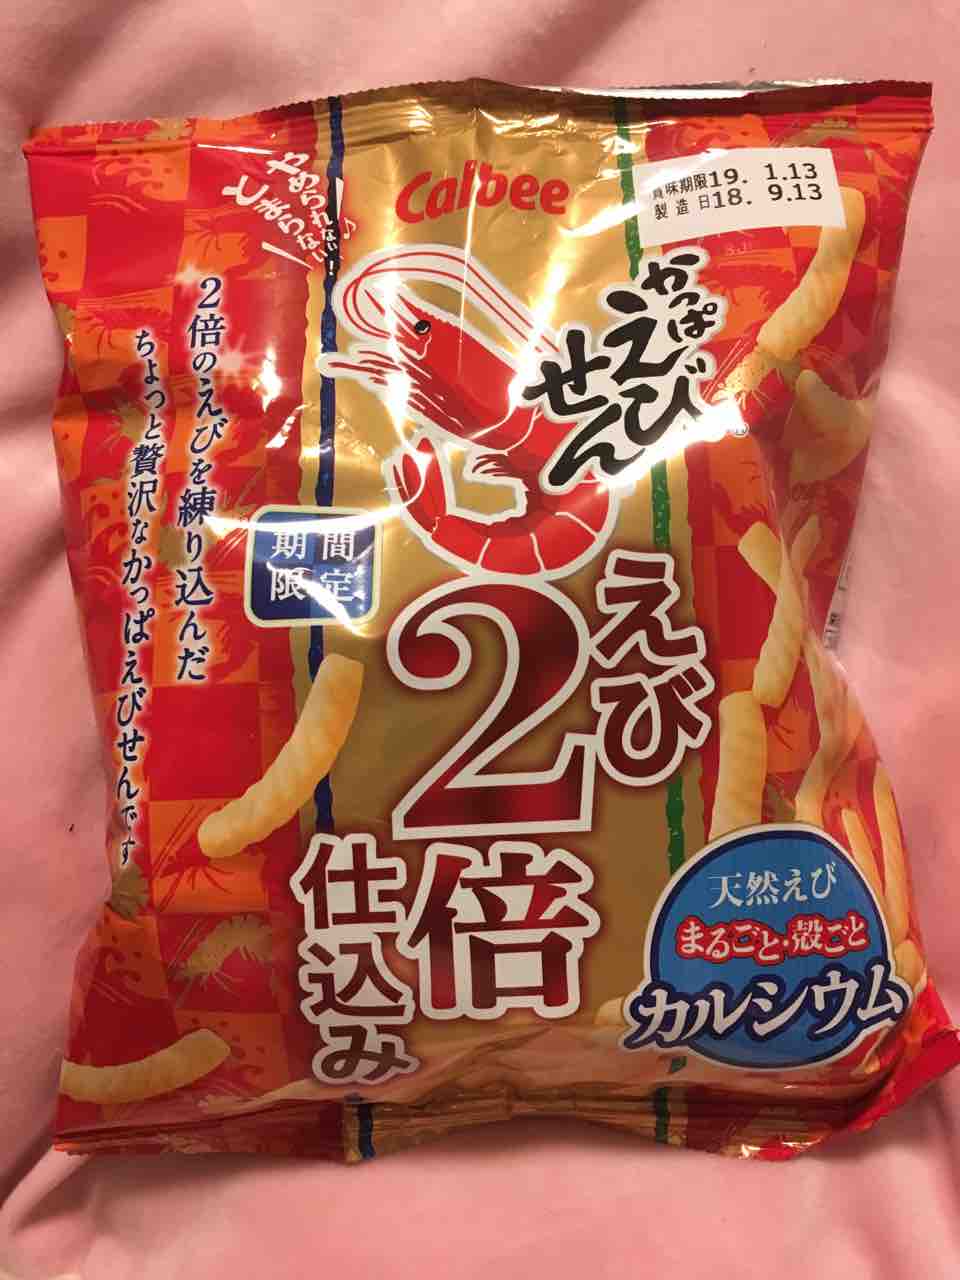 やめられない！
とまらない♪
Calbee
賞味期限19. 1.13
製造日18. 9.13
かっぱ
えびせん
2倍のえびを練り込んだ
ちょっと贅沢なかっぱえびせんです
期間
限定
えび
2倍
仕込み
天然えび
まるごと・殻ごと
カルシウム